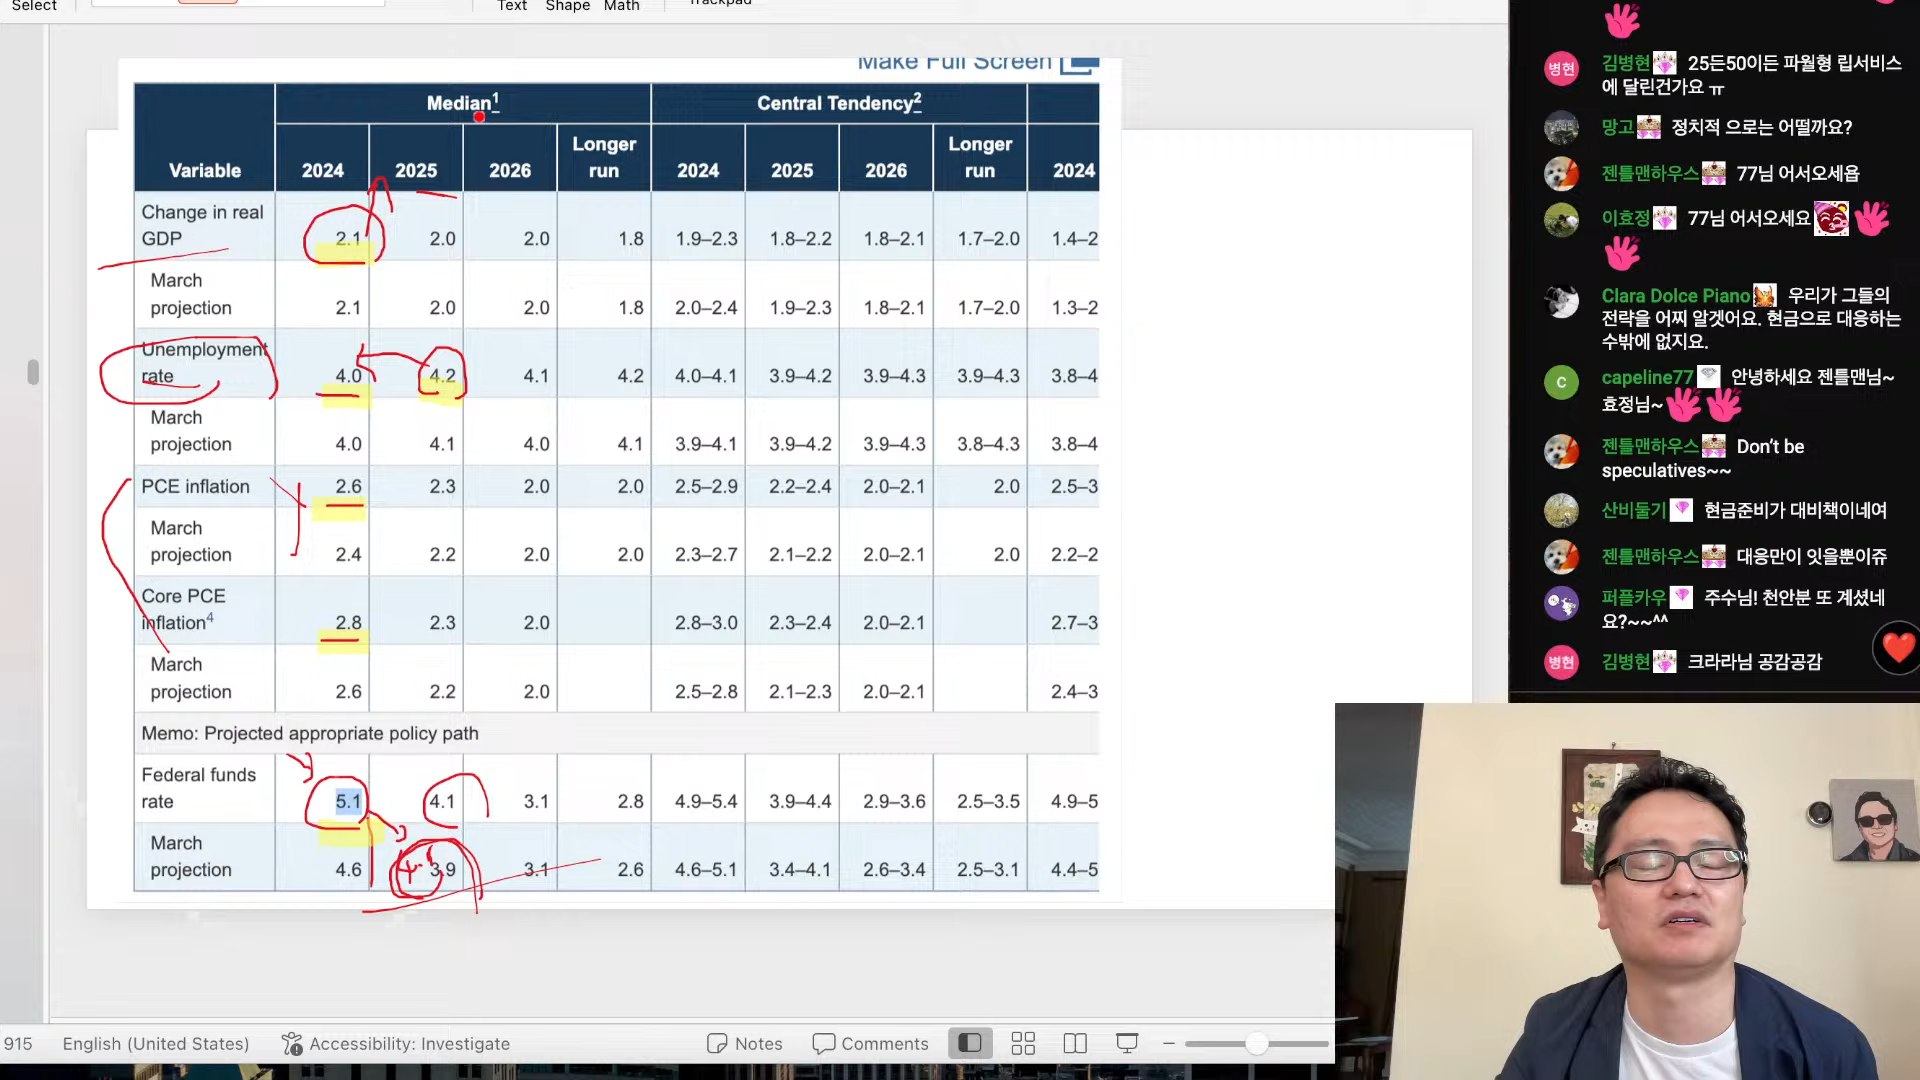 Select
Text Shape Math
Make Full Screen
Variable Median1 Central Tendency2
2024 2025 2026 Longer run 2024 2025 2026 Longer run 2024
Change in real GDP 2.1 2.0 2.0 1.8 1.9–2.3 1.8–2.2 1.8–2.1 1.7–2.0 1.4–2
March projection 2.1 2.0 2.0 1.8 2.0–2.4 1.9–2.3 1.8–2.1 1.7–2.0 1.3–2
Unemployment rate 4.0 4.2 4.1 4.2 4.0–4.1 3.9–4.2 3.9–4.3 3.9–4.3 3.8–4
March projection 4.0 4.1 4.0 4.1 3.9–4.1 3.9–4.2 3.9–4.3 3.8–4.3 3.8–4
PCE inflation 2.6 2.3 2.0 2.0 2.5–2.9 2.2–2.4 2.0–2.1 2.0 2.5–3
March projection 2.4 2.2 2.0 2.0 2.3–2.7 2.1–2.2 2.0–2.1 2.0 2.2–2
Core PCE inflation4 2.8 2.3 2.0 2.8–3.0 2.3–2.4 2.0–2.1 2.7–3
March projection 2.6 2.2 2.0 2.5–2.8 2.1–2.3 2.0–2.1 2.4–3
Memo: Projected appropriate policy path
Federal funds rate 5.1 4.1 3.1 2.8 4.9–5.4 3.9–4.4 2.9–3.6 2.5–3.5 4.9–5
March projection 4.6 3.9 3.1 2.6 4.6–5.1 3.4–4.1 2.6–3.4 2.5–3.1 4.4–5
915 English (United States) Accessibility: Investigate Notes Comments
병현 김병현 25든50이든 파월형 립서비스
에 달린건가요 ㅠ
망고 정치적 으로는 어떨까요?
젠틀맨하우스 77님 어서오세욥
이효정 77님 어서오세요
Clara Dolce Piano 우리가 그들의
전략을 어찌 알겟어요. 현금으로 대응하는
수밖에 없지요.
C capeline77 안녕하세요 젠틀맨님~
효정님~
젠틀맨하우스 Don't be
speculatives~~
산비둘기 현금준비가 대비책이네여
젠틀맨하우스 대응만이 잇을뿐이쥬
퍼플카우 주수님! 천안분 또 계셨네
요?~~^^
병현 김병현 크라라님 공감공감